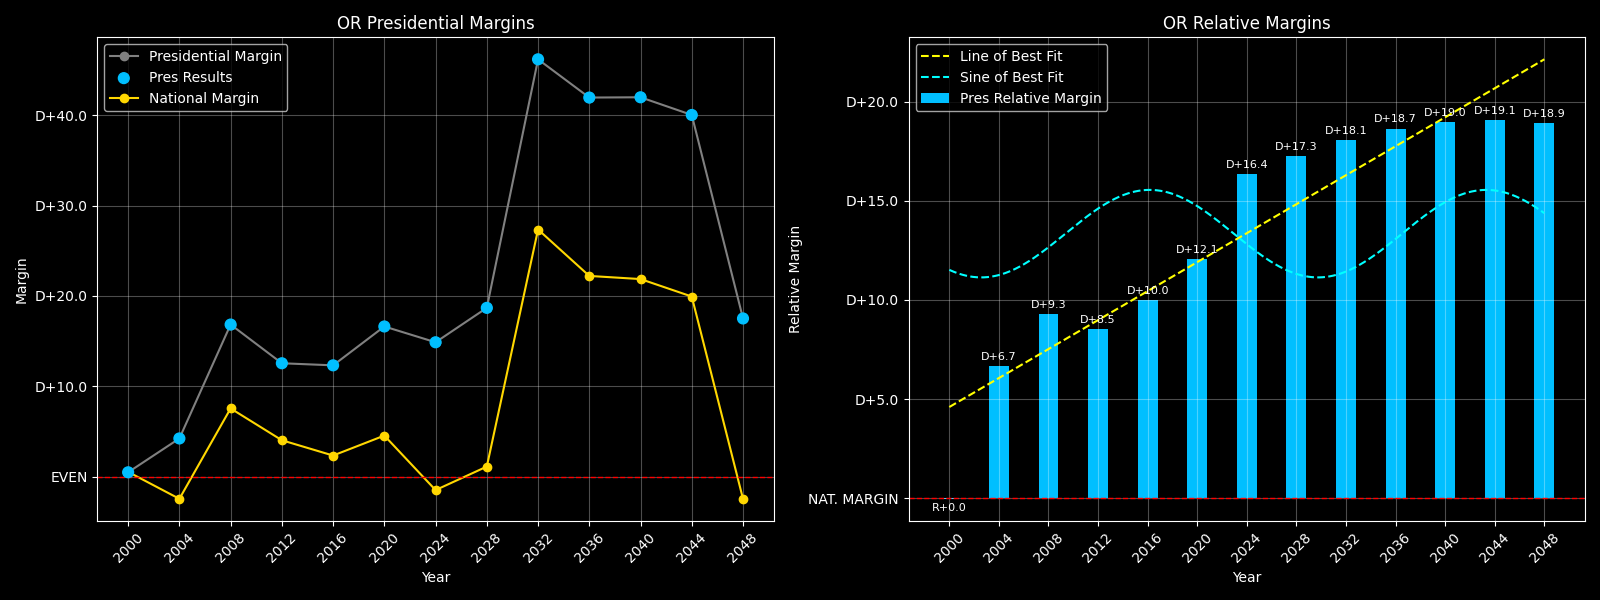 OR Presidential Margins
Presidential Margin
Pres Results
National Margin
Margin
D+40.0
D+30.0
D+20.0
D+10.0
EVEN
2000
2004
2008
2012
2016
2020
2024
2028
2032
2036
2040
2044
2048
Year
OR Relative Margins
Line of Best Fit
Sine of Best Fit
Pres Relative Margin
Relative Margin
D+20.0
D+15.0
D+10.0
D+5.0
NAT. MARGIN
R+0.0
D+6.7
D+9.3
D+8.5
D+10.0
D+12.1
D+16.4
D+17.3
D+18.1
D+18.7
D+19.0
D+19.1
D+18.9
2000
2004
2008
2012
2016
2020
2024
2028
2032
2036
2040
2044
2048
Year